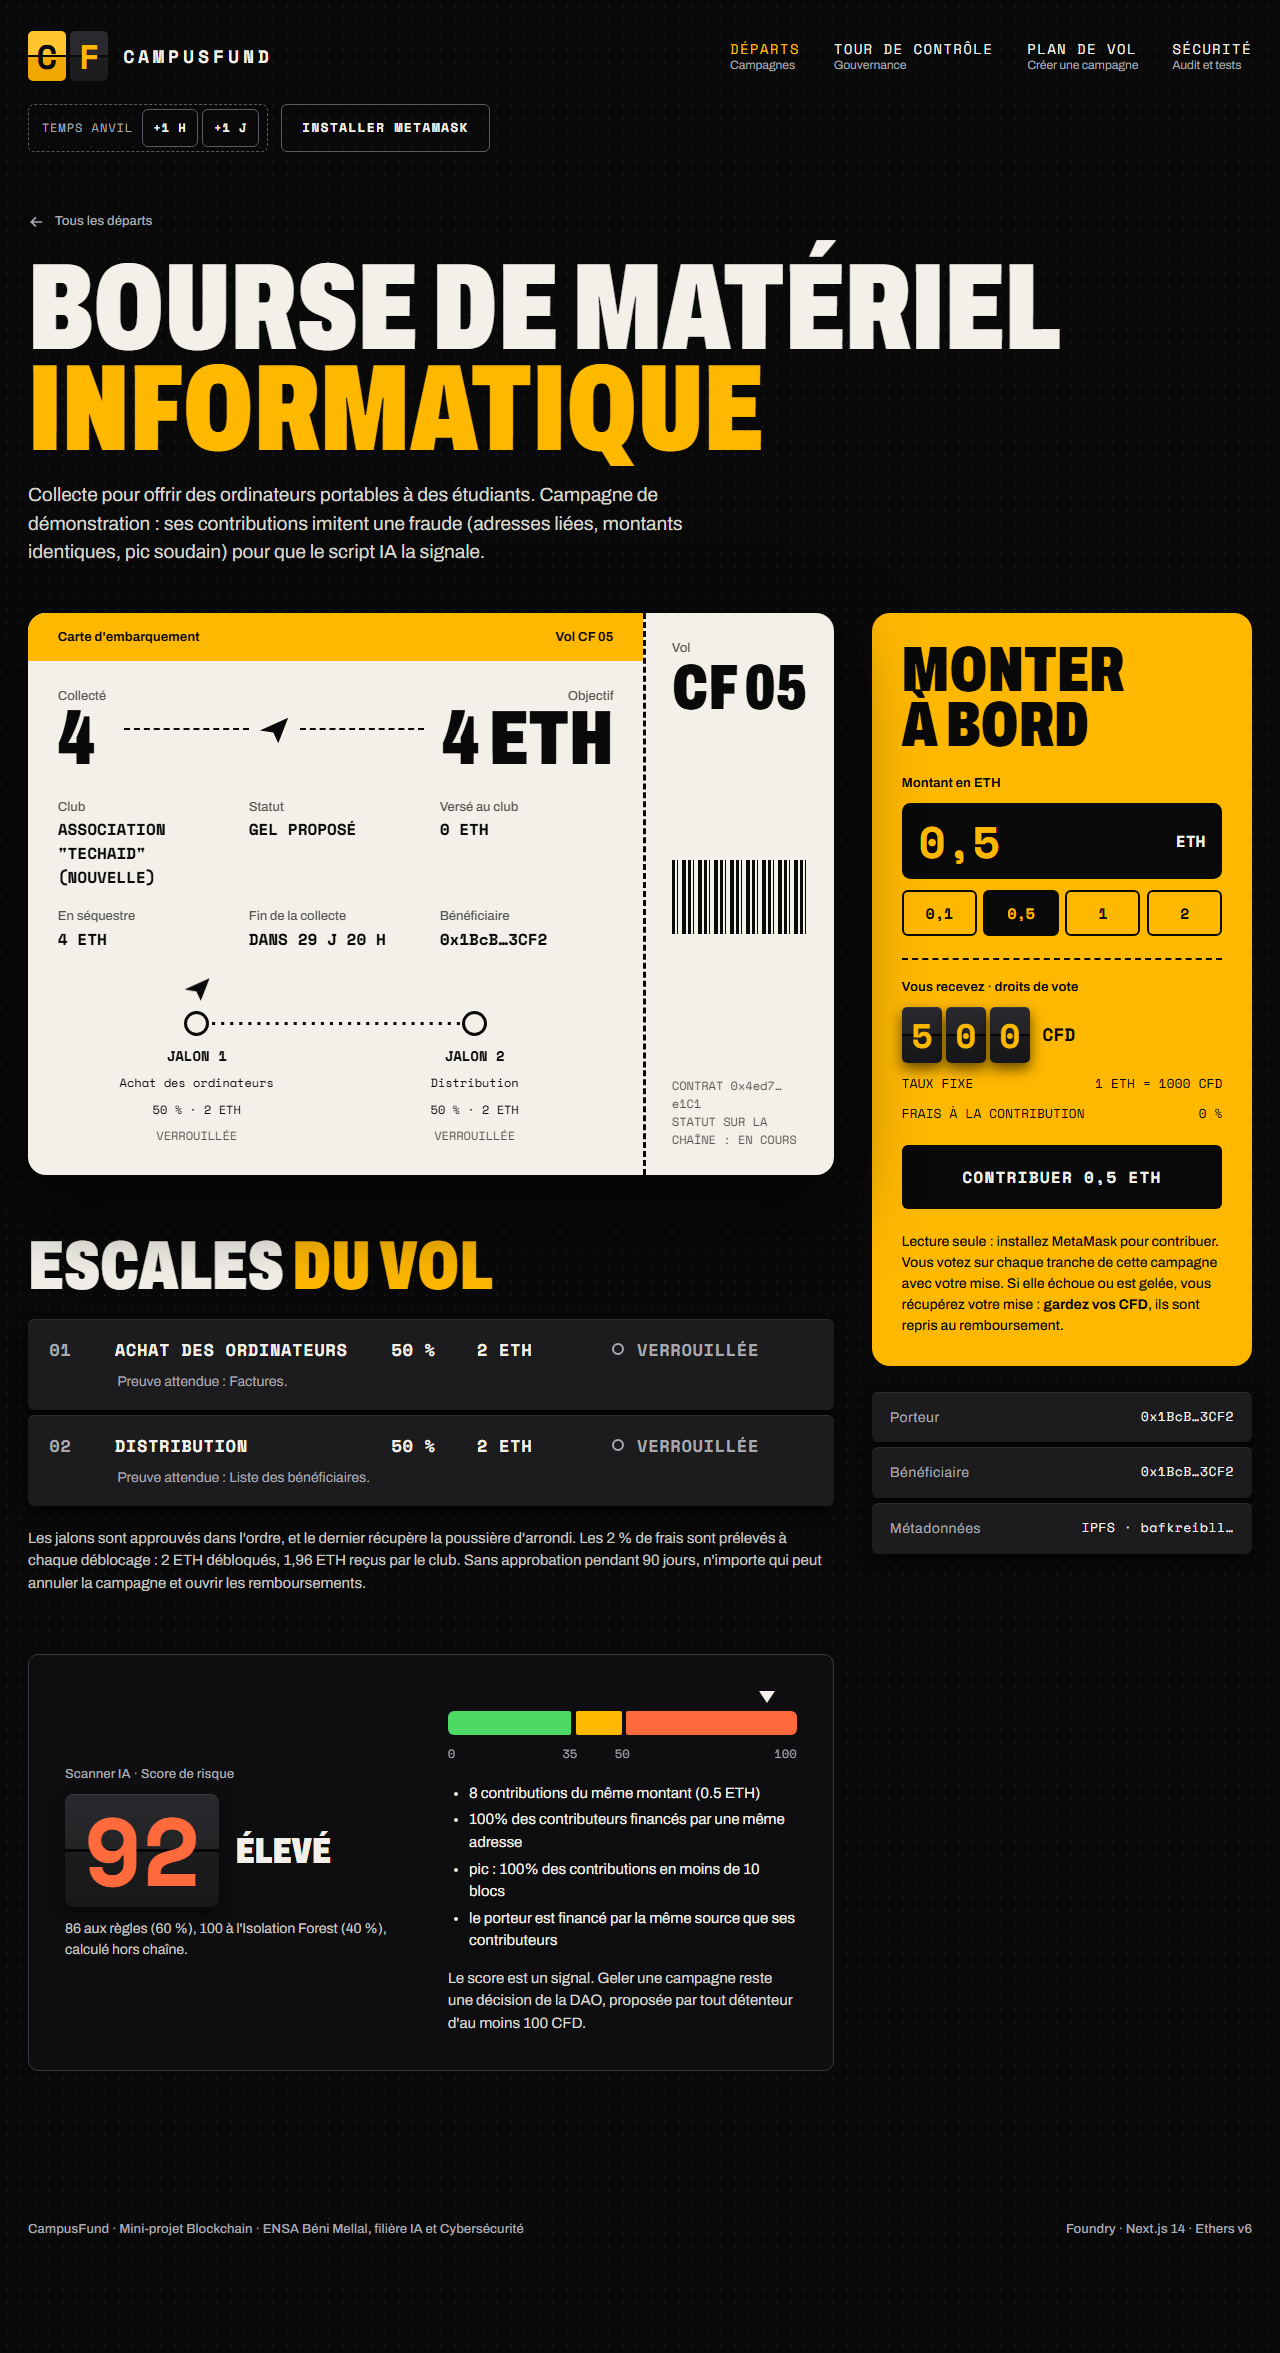 CF CAMPUSFUND
DÉPARTS
Campagnes
TOUR DE CONTRÔLE
Gouvernance
PLAN DE VOL
Créer une campagne
SÉCURITÉ
Audit et tests
TEMPS ANVIL +1 H +1 J
INSTALLER METAMASK
← Tous les départs
BOURSE DE MATÉRIEL
INFORMATIQUE
Collecte pour offrir des ordinateurs portables à des étudiants. Campagne de
démonstration : ses contributions imitent une fraude (adresses liées, montants
identiques, pic soudain) pour que le script IA la signale.
Carte d'embarquement Vol CF 05
Collecté Objectif
4 4 ETH
Club Statut Versé au club
ASSOCIATION GEL PROPOSÉ 0 ETH
"TECHAID"
(NOUVELLE)
En séquestre Fin de la collecte Bénéficiaire
4 ETH DANS 29 J 20 H 0x1BcB…3CF2
JALON 1 JALON 2
Achat des ordinateurs Distribution
50 % · 2 ETH 50 % · 2 ETH
VERROUILLÉE VERROUILLÉE
Vol
CF 05
CONTRAT 0x4ed7…
e1C1
STATUT SUR LA
CHAÎNE : EN COURS
MONTER
À BORD
Montant en ETH
0,5 ETH
0,1 0,5 1 2
Vous recevez · droits de vote
500 CFD
TAUX FIXE 1 ETH = 1000 CFD
FRAIS À LA CONTRIBUTION 0 %
CONTRIBUER 0,5 ETH
Lecture seule : installez MetaMask pour contribuer.
Vous votez sur chaque tranche de cette campagne
avec votre mise. Si elle échoue ou est gelée, vous
récupérez votre mise : gardez vos CFD, ils sont
repris au remboursement.
Porteur 0x1BcB…3CF2
Bénéficiaire 0x1BcB…3CF2
Métadonnées IPFS · bafkreibll…
ESCALES DU VOL
01 ACHAT DES ORDINATEURS 50 % 2 ETH VERROUILLÉE
Preuve attendue : Factures.
02 DISTRIBUTION 50 % 2 ETH VERROUILLÉE
Preuve attendue : Liste des bénéficiaires.
Les jalons sont approuvés dans l'ordre, et le dernier récupère la poussière d'arrondi. Les 2 % de frais sont prélevés à
chaque déblocage : 2 ETH débloqués, 1,96 ETH reçus par le club. Sans approbation pendant 90 jours, n'importe qui peut
annuler la campagne et ouvrir les remboursements.
Scanner IA · Score de risque
92 ÉLEVÉ
86 aux règles (60 %), 100 à l'Isolation Forest (40 %),
calculé hors chaîne.
0 35 50 100
• 8 contributions du même montant (0.5 ETH)
• 100% des contributeurs financés par une même
adresse
• pic : 100% des contributions en moins de 10
blocs
• le porteur est financé par la même source que ses
contributeurs
Le score est un signal. Geler une campagne reste
une décision de la DAO, proposée par tout détenteur
d'au moins 100 CFD.
CampusFund · Mini-projet Blockchain · ENSA Béni Mellal, filière IA et Cybersécurité
Foundry · Next.js 14 · Ethers v6